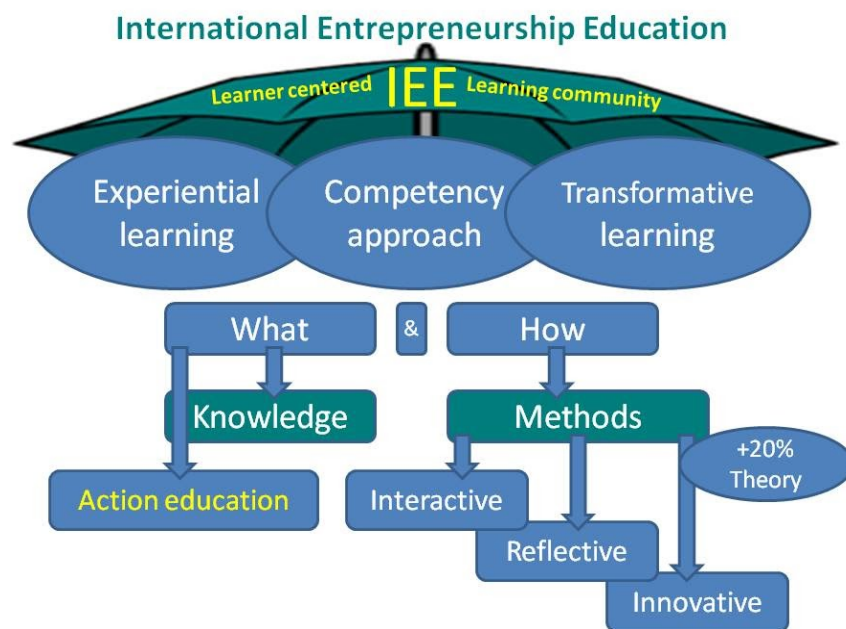 International Entrepreneurship Education
Learner centered IEE Learning community
Experiential
learning
Competency
approach
Transformative
learning
What & How
Knowledge
Methods
+20%
Theory
Action education
Interactive
Reflective
Innovative